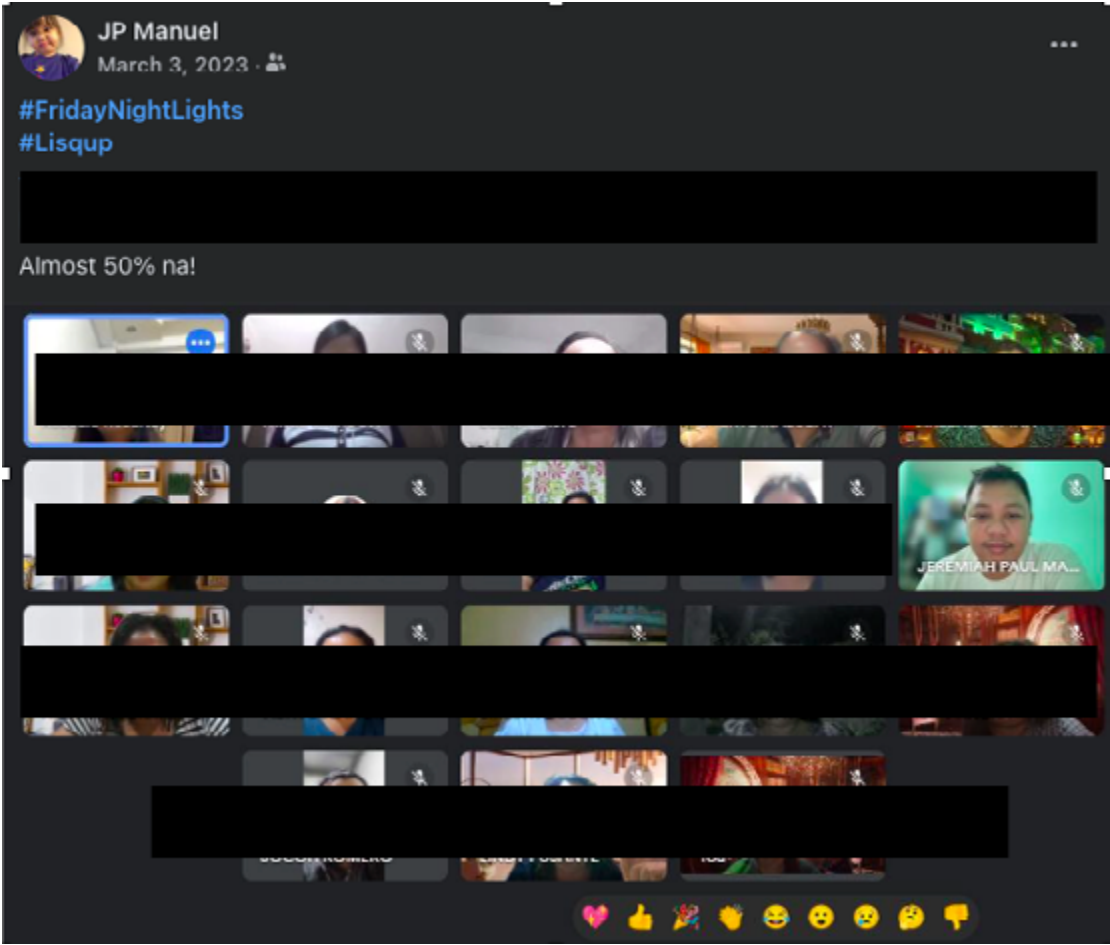 JP Manuel
March 3, 2023 ·
#FridayNightLights
#Lisqup
Almost 50% na!
JEREMIAH PAUL MA...